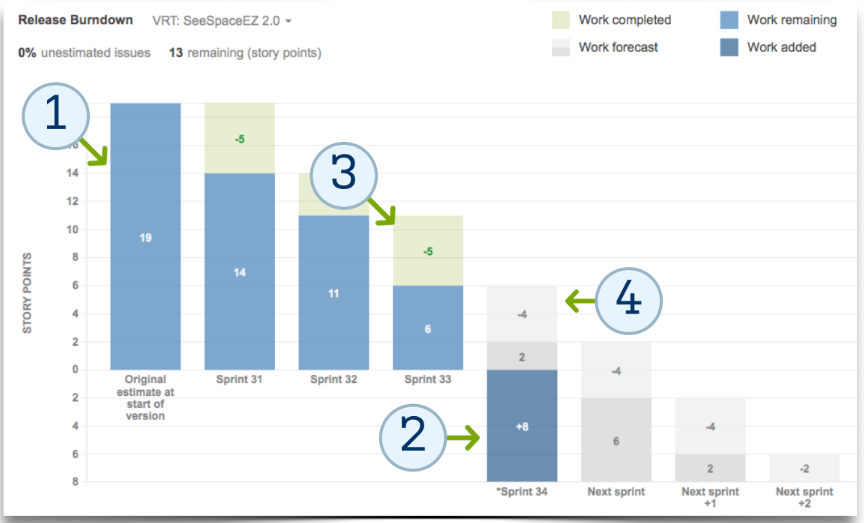 Release Burndown VRT: SeeSpaceEZ 2.0
Work completed Work remaining
0% unestimated issues 13 remaining (story points)
Work forecast Work added
1
-5
3
14
12
10
19
-5
8
14
11
STORY POINTS
6
-4
4
4
6
2
2
-4
0
Original estimate at start of version
Sprint 31
Sprint 32
Sprint 33
2
2
4
+8
6
-4
6
2
-2
8
*Sprint 34
Next sprint
Next sprint +1
Next sprint +2